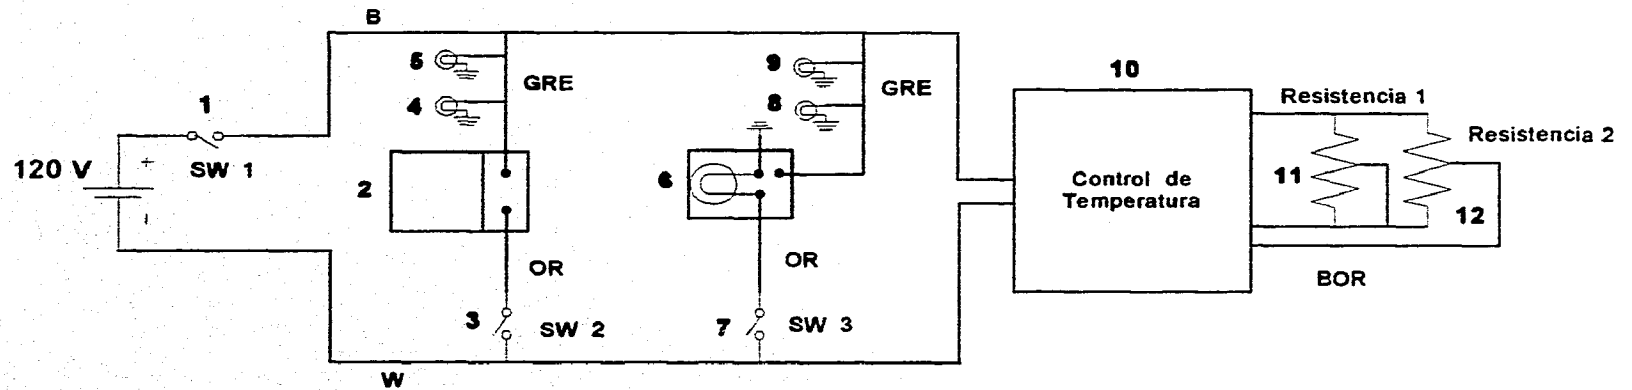 B
5
9
10
GRE
GRE
4
8
Resistencia 1
1
Resistencia 2
120 V
+
SW 1
2
6
11
Control de
Temperatura
12
-
OR
OR
BOR
3
SW 2
7
SW 3
W